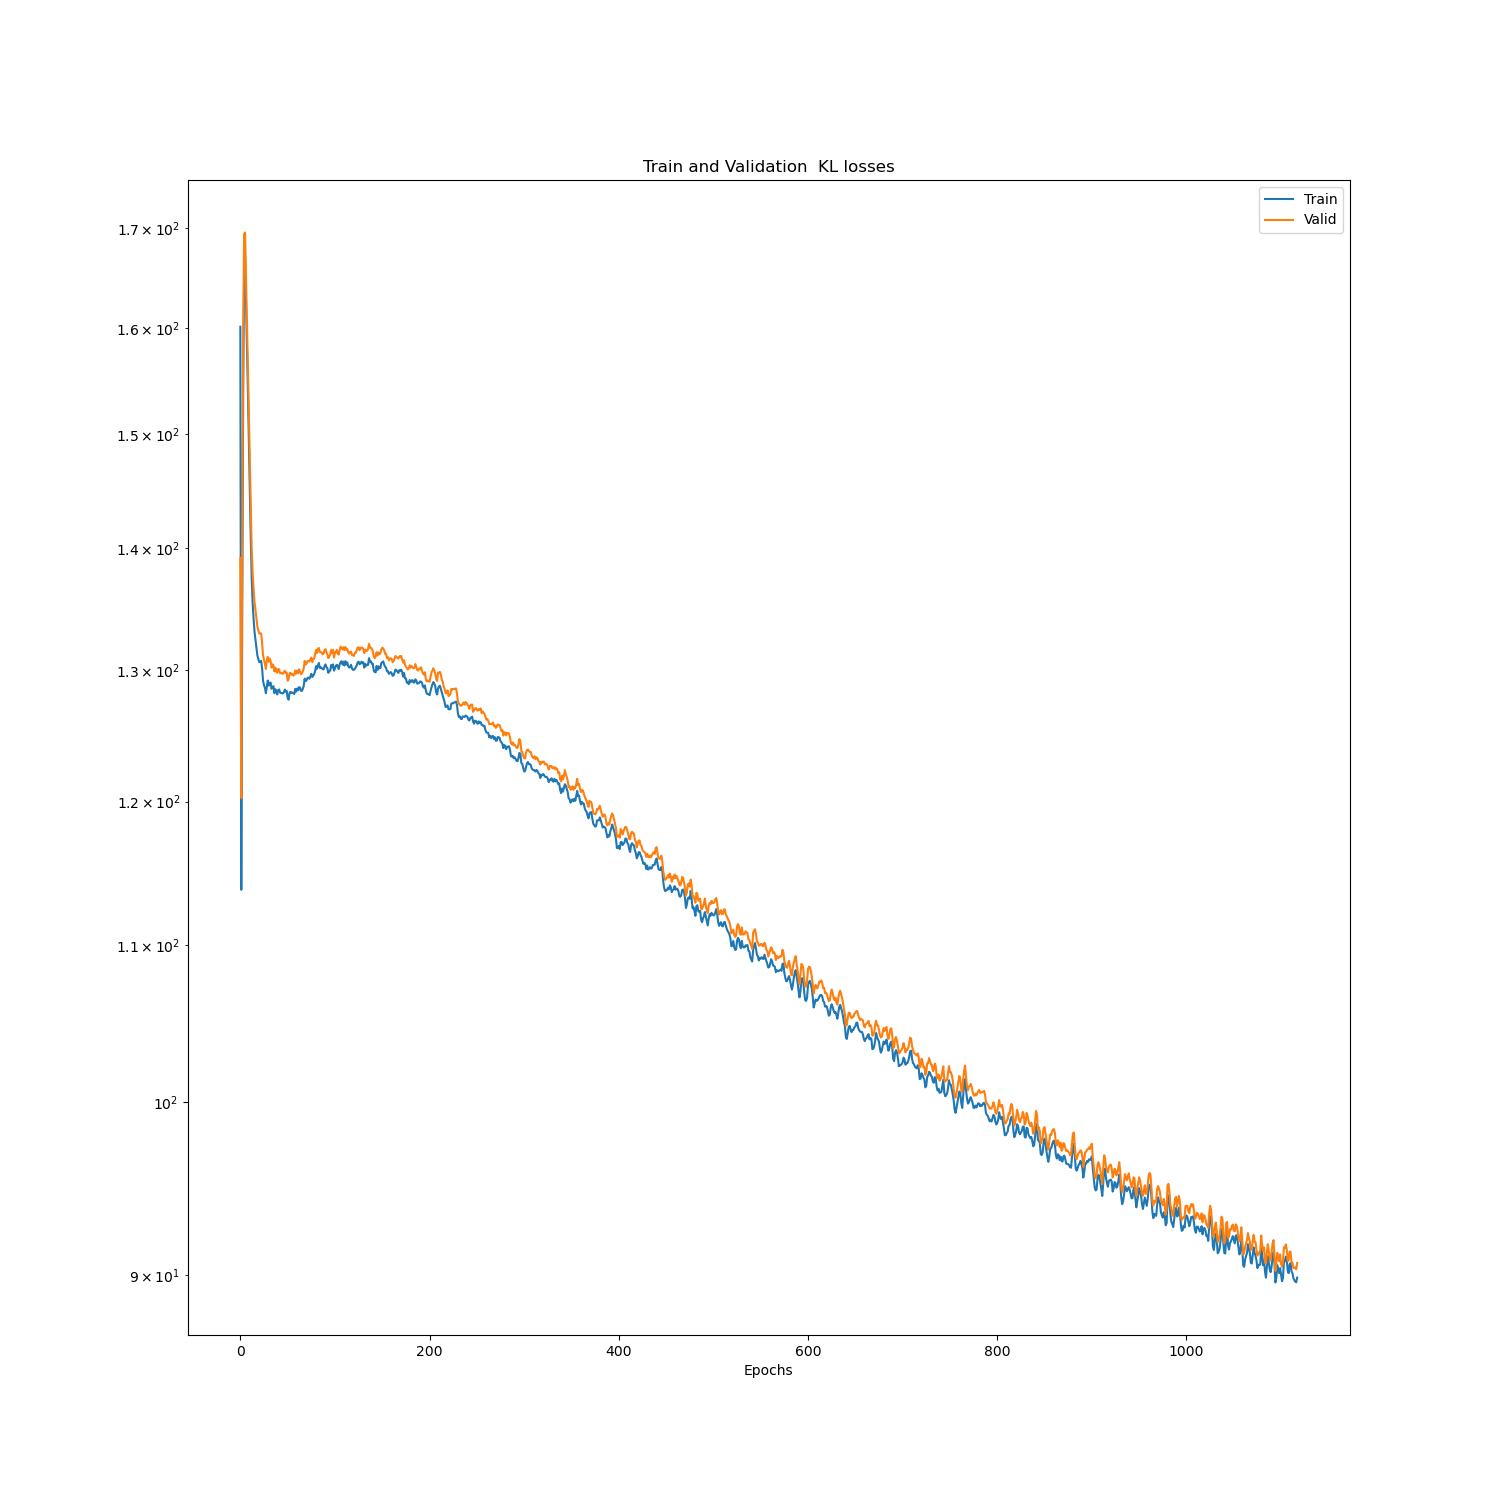 Train and Validation  KL losses
Train
Valid
1.7 × 10²
1.6 × 10²
1.5 × 10²
1.4 × 10²
1.3 × 10²
1.2 × 10²
1.1 × 10²
10²
9 × 10¹
0 200 400 600 800 1000
Epochs